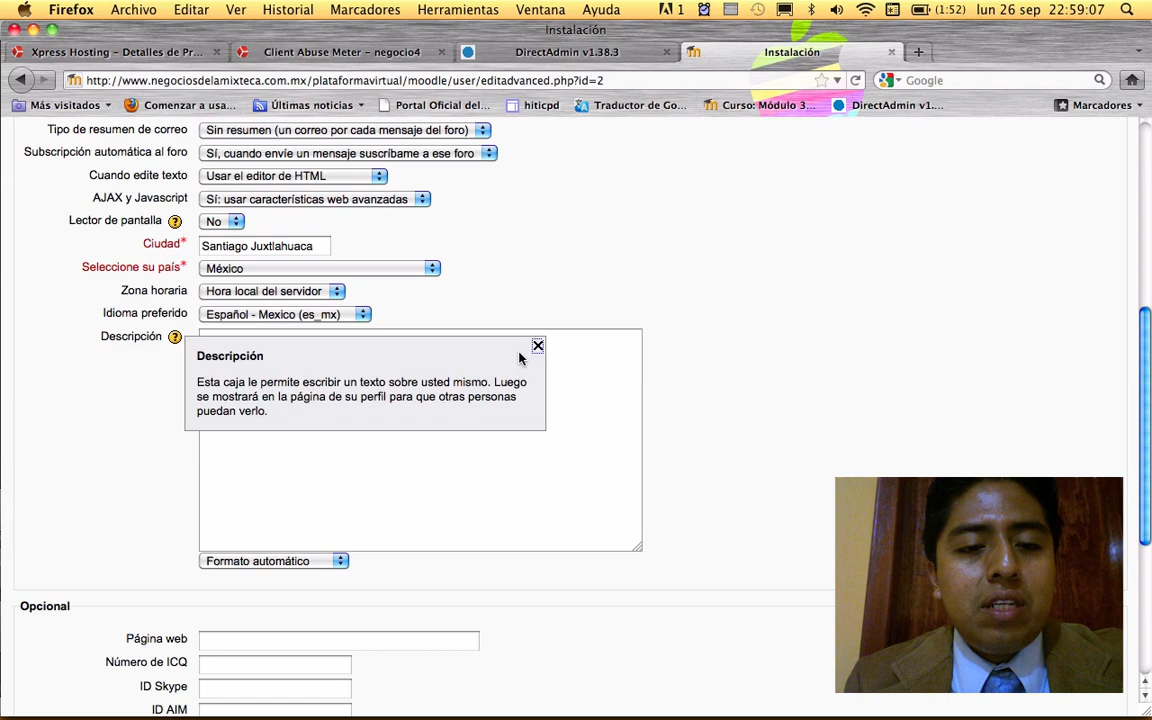 Firefox Archivo Editar Ver Historial Marcadores Herramientas Ventana Ayuda 1 (1:52) lun 26 sep 22:59:07
Instalación
Xpress Hosting – Detalles de Pr... Client Abuse Meter – negocio4 DirectAdmin v1.38.3 Instalación
http://www.negociosdelamixteca.com.mx/plataformavirtual/moodle/user/editadvanced.php?id=2 Google
Más visitados Comenzar a usa... Últimas noticias Portal Oficial del... hiticpd Traductor de Go... Curso: Módulo 3... DirectAdmin v1.... Marcadores
Tipo de resumen de correo Sin resumen (un correo por cada mensaje del foro)
Subscripción automática al foro Sí, cuando envíe un mensaje suscríbame a ese foro
Cuando edite texto Usar el editor de HTML
AJAX y Javascript Sí: usar características web avanzadas
Lector de pantalla ? No
Ciudad* Santiago Juxtlahuaca
Seleccione su país* México
Zona horaria Hora local del servidor
Idioma preferido Español - Mexico (es_mx)
Descripción ?
Descripción
Esta caja le permite escribir un texto sobre usted mismo. Luego
se mostrará en la página de su perfil para que otras personas
puedan verlo.
Formato automático
Opcional
Página web
Número de ICQ
ID Skype
ID AIM